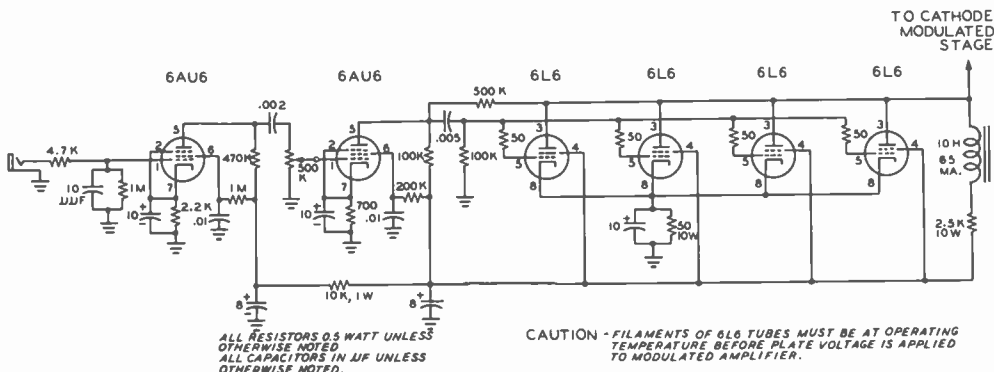 TO CATHODE
MODULATED
STAGE
6AU6
6AU6
6L6
6L6
6L6
6L6
4.7K
10
µµF
1M
2
1
5
6
7
10
+
-
2.2K
.01
1M
470K
.002
500
K
2
1
5
6
7
10
+
-
700
.01
200K
100K
.005
100K
500 K
50
5
3
4
8
50
5
3
4
8
50
5
3
4
8
50
5
3
4
8
10
+
50
10W
10H
65
MA.
2.5K
10W
8
+
10K, 1W
8
+
ALL RESISTORS 0.5 WATT UNLESS
OTHERWISE NOTED
ALL CAPACITORS IN µF UNLESS
OTHERWISE NOTED.
CAUTION - FILAMENTS OF 6L6 TUBES MUST BE AT OPERATING
TEMPERATURE BEFORE PLATE VOLTAGE IS APPLIED
TO MODULATED AMPLIFIER.